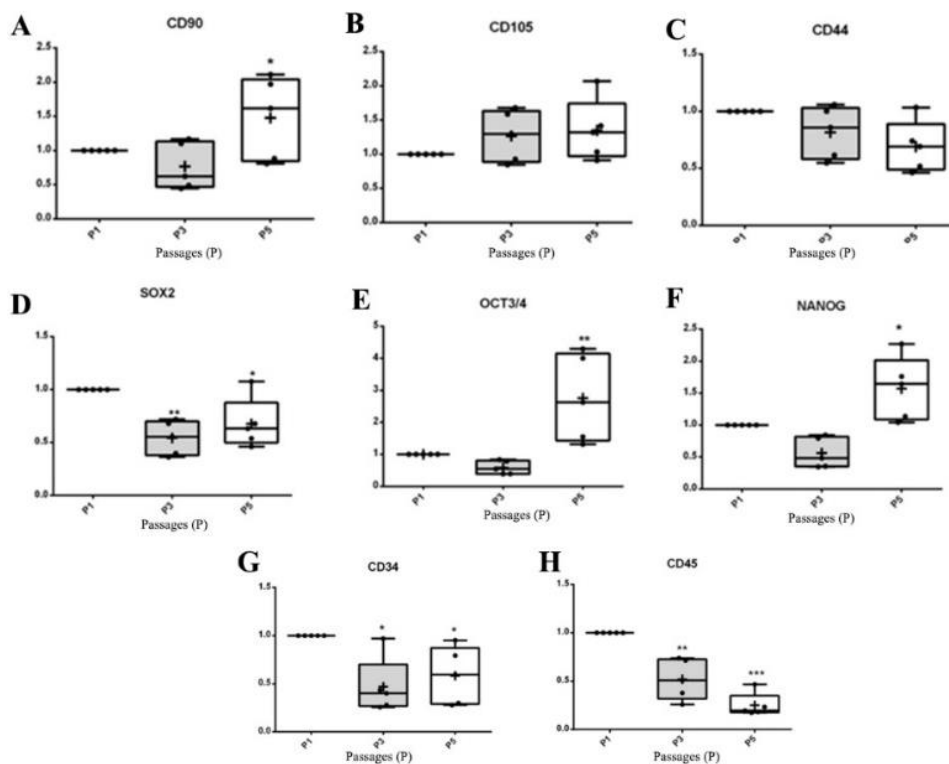 A
CD90
2.5
2.0
1.5
1.0
0.5
0.0
*
P1 P3 P5
Passages (P)
B
CD105
2.5
2.0
1.5
1.0
0.5
0.0
P1 P3 P5
Passages (P)
C
CD44
1.5
1.0
0.5
0.0
P1 P3 P5
Passages (P)
D
SOX2
1.5
1.0
0.5
0.0
**
*
P1 P3 P5
Passages (P)
E
OCT3/4
5
4
3
2
1
0
**
P1 P3 P5
Passages (P)
F
NANOG
2.5
2.0
1.5
1.0
0.5
0.0
*
P1 P3 P5
Passages (P)
G
CD34
1.5
1.0
0.5
0.0
*
*
P1 P3 P5
Passages (P)
H
CD45
1.5
1.0
0.5
0.0
**
***
P1 P3 P5
Passages (P)